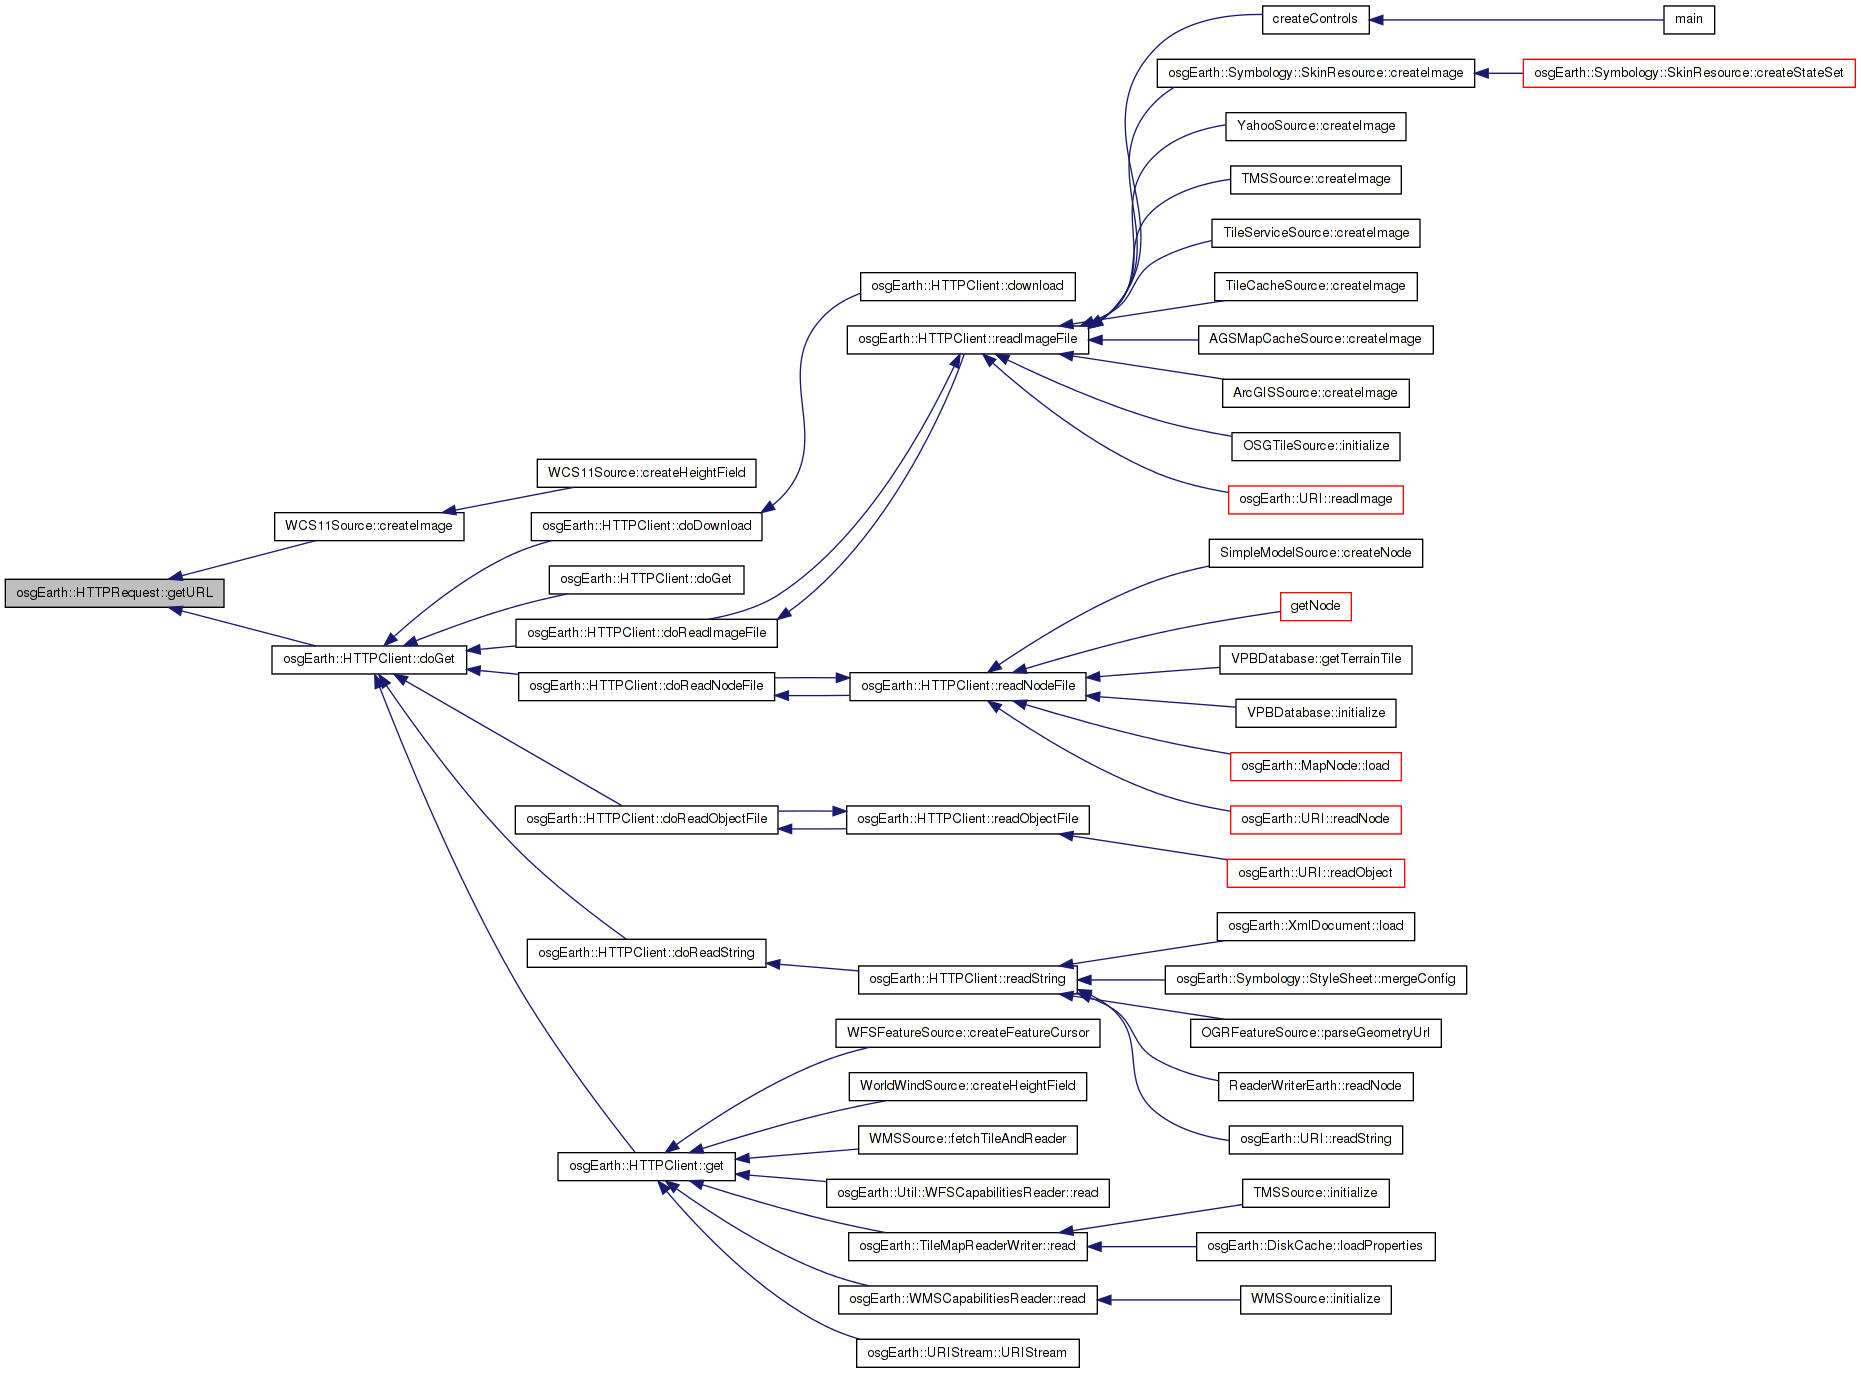 createControls
main
osgEarth::Symbology::SkinResource::createImage
osgEarth::Symbology::SkinResource::createStateSet
YahooSource::createImage
TMSSource::createImage
TileServiceSource::createImage
osgEarth::HTTPClient::download
TileCacheSource::createImage
osgEarth::HTTPClient::readImageFile
AGSMapCacheSource::createImage
ArcGISSource::createImage
OSGTileSource::initialize
WCS11Source::createHeightField
osgEarth::URI::readImage
WCS11Source::createImage
osgEarth::HTTPClient::doDownload
SimpleModelSource::createNode
osgEarth::HTTPClient::doGet
osgEarth::HTTPRequest::getURL
getNode
osgEarth::HTTPClient::doReadImageFile
osgEarth::HTTPClient::doGet
VPBDatabase::getTerrainTile
osgEarth::HTTPClient::doReadNodeFile
osgEarth::HTTPClient::readNodeFile
VPBDatabase::initialize
osgEarth::MapNode::load
osgEarth::HTTPClient::doReadObjectFile
osgEarth::HTTPClient::readObjectFile
osgEarth::URI::readNode
osgEarth::URI::readObject
osgEarth::XmlDocument::load
osgEarth::HTTPClient::doReadString
osgEarth::HTTPClient::readString
osgEarth::Symbology::StyleSheet::mergeConfig
WFSFeatureSource::createFeatureCursor
OGRFeatureSource::parseGeometryUrl
WorldWindSource::createHeightField
ReaderWriterEarth::readNode
WMSSource::fetchTileAndReader
osgEarth::URI::readString
osgEarth::HTTPClient::get
osgEarth::Util::WFSCapabilitiesReader::read
TMSSource::initialize
osgEarth::TileMapReaderWriter::read
osgEarth::DiskCache::loadProperties
osgEarth::WMSCapabilitiesReader::read
WMSSource::initialize
osgEarth::URIStream::URIStream